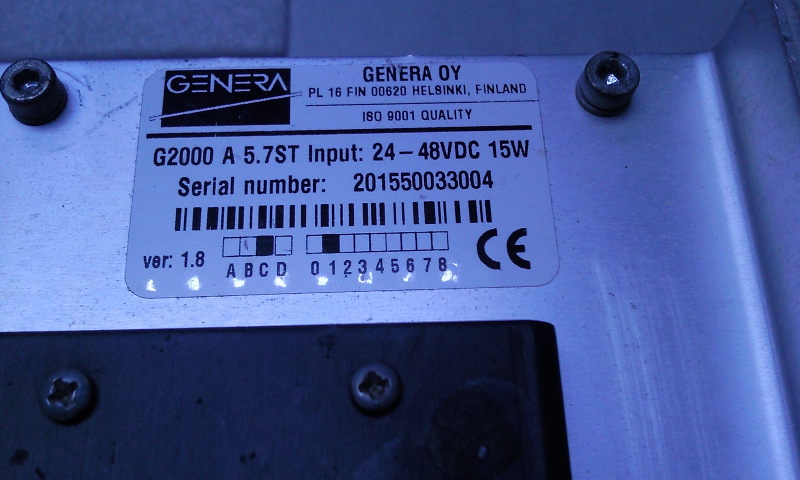 GENERA
GENERA OY
PL 16 FIN 00620 HELSINKI, FINLAND
ISO 9001 QUALITY
G2000 A 5.7ST Input: 24-48VDC 15W
Serial number: 201550033004
ver: 1.8
A B C D 0 1 2 3 4 5 6 7 8
CE